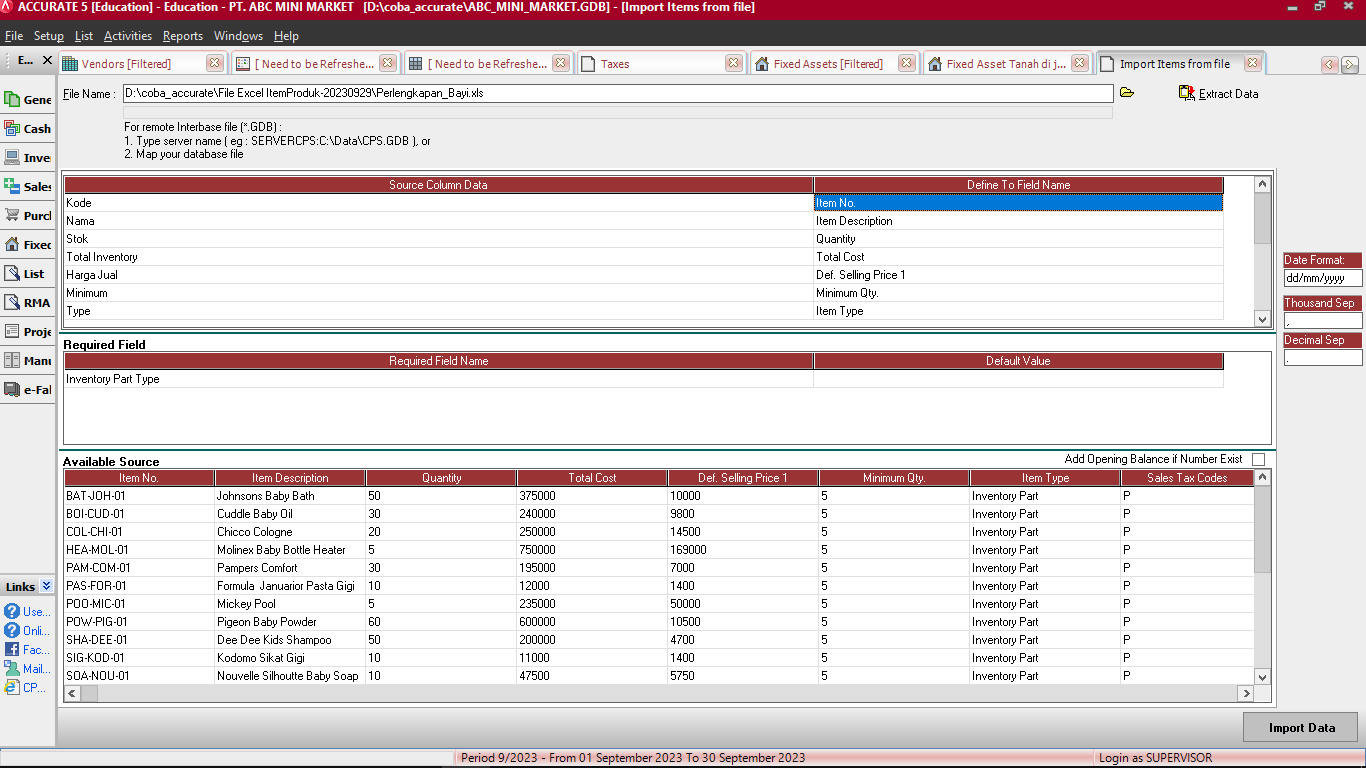 ACCURATE 5 [Education] - Education - PT. ABC MINI MARKET [D:\coba_accurate\ABC_MINI_MARKET.GDB] - [Import Items from file]
File Setup List Activities Reports Windows Help
E... Vendors [Filtered] [ Need to be Refreshe... [ Need to be Refreshe... Taxes Fixed Assets [Filtered] Fixed Asset Tanah di j... Import Items from file
File Name : D:\coba_accurate\File Excel ItemProduk-20230929\Perlengkapan_Bayi.xls Extract Data
For remote Interbase file (*.GDB) :
1. Type server name ( eg : SERVERCPS:C:\Data\CPS.GDB ), or
2. Map your database file
Gene
Cash
Inve
Sales
Purcl
Fixed
List
RMA
Proje
Manu
e-Fal
Source Column Data Define To Field Name
Kode Item No.
Nama Item Description
Stok Quantity
Total Inventory Total Cost
Harga Jual Def. Selling Price 1
Minimum Minimum Qty.
Type Item Type
Date Format:
dd/mm/yyyy
Thousand Sep
,
Decimal Sep
.
Required Field
Required Field Name Default Value
Inventory Part Type
Available Source Add Opening Balance if Number Exist
Item No. Item Description Quantity Total Cost Def. Selling Price 1 Minimum Qty. Item Type Sales Tax Codes
BAT-JOH-01 Johnsons Baby Bath 50 375000 10000 5 Inventory Part P
BOI-CUD-01 Cuddle Baby Oil 30 240000 9800 5 Inventory Part P
COL-CHI-01 Chicco Cologne 20 250000 14500 5 Inventory Part P
HEA-MOL-01 Molinex Baby Bottle Heater 5 750000 169000 5 Inventory Part P
PAM-COM-01 Pampers Comfort 30 195000 7000 5 Inventory Part P
PAS-FOR-01 Formula Januarior Pasta Gigi 10 12000 1400 5 Inventory Part P
POO-MIC-01 Mickey Pool 5 235000 50000 5 Inventory Part P
POW-PIG-01 Pigeon Baby Powder 60 600000 10500 5 Inventory Part P
SHA-DEE-01 Dee Dee Kids Shampoo 50 200000 4700 5 Inventory Part P
SIG-KOD-01 Kodomo Sikat Gigi 10 11000 1400 5 Inventory Part P
SOA-NOU-01 Nouvelle Silhoutte Baby Soap 10 47500 5750 5 Inventory Part P
Links
Use...
Onli...
Fac...
Mail...
CP...
Import Data
Period 9/2023 - From 01 September 2023 To 30 September 2023 Login as SUPERVISOR